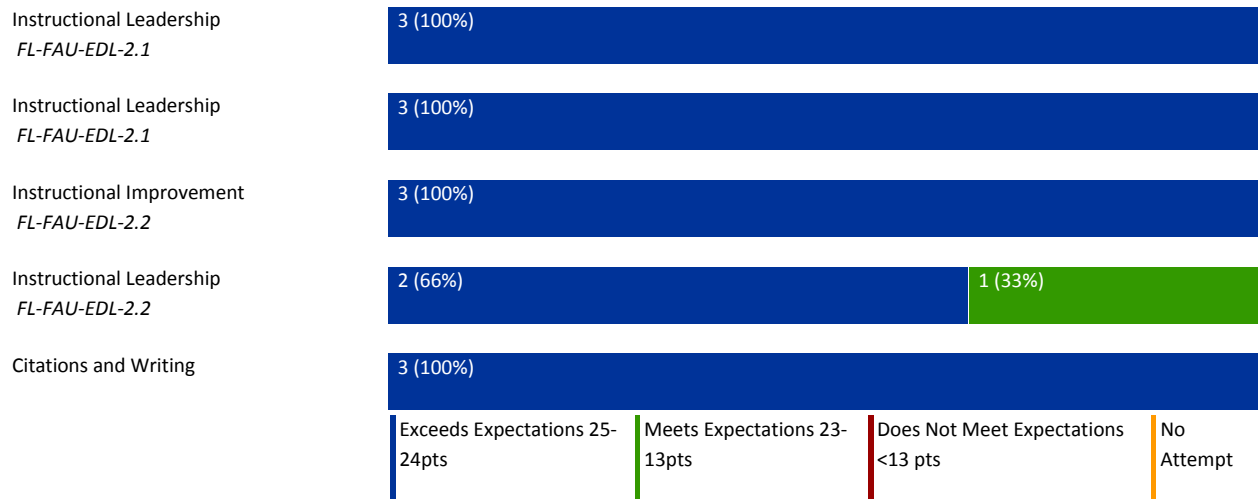 Instructional Leadership
FL-FAU-EDL-2.1
3 (100%)
Instructional Leadership
FL-FAU-EDL-2.1
3 (100%)
Instructional Improvement
FL-FAU-EDL-2.2
3 (100%)
Instructional Leadership
FL-FAU-EDL-2.2
2 (66%)
1 (33%)
Citations and Writing
3 (100%)
Exceeds Expectations 25-
24pts
Meets Expectations 23-
13pts
Does Not Meet Expectations
<13 pts
No
Attempt